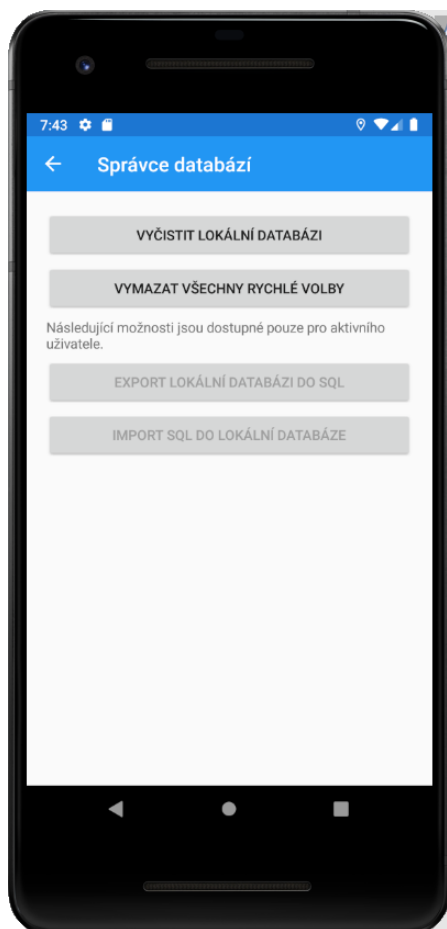 7:43
Správce databází
VYČISTIT LOKÁLNÍ DATABÁZI
VYMAZAT VŠECHNY RYCHLÉ VOLBY
Následující možnosti jsou dostupné pouze pro aktivního
uživatele.
EXPORT LOKÁLNÍ DATABÁZI DO SQL
IMPORT SQL DO LOKÁLNÍ DATABÁZE